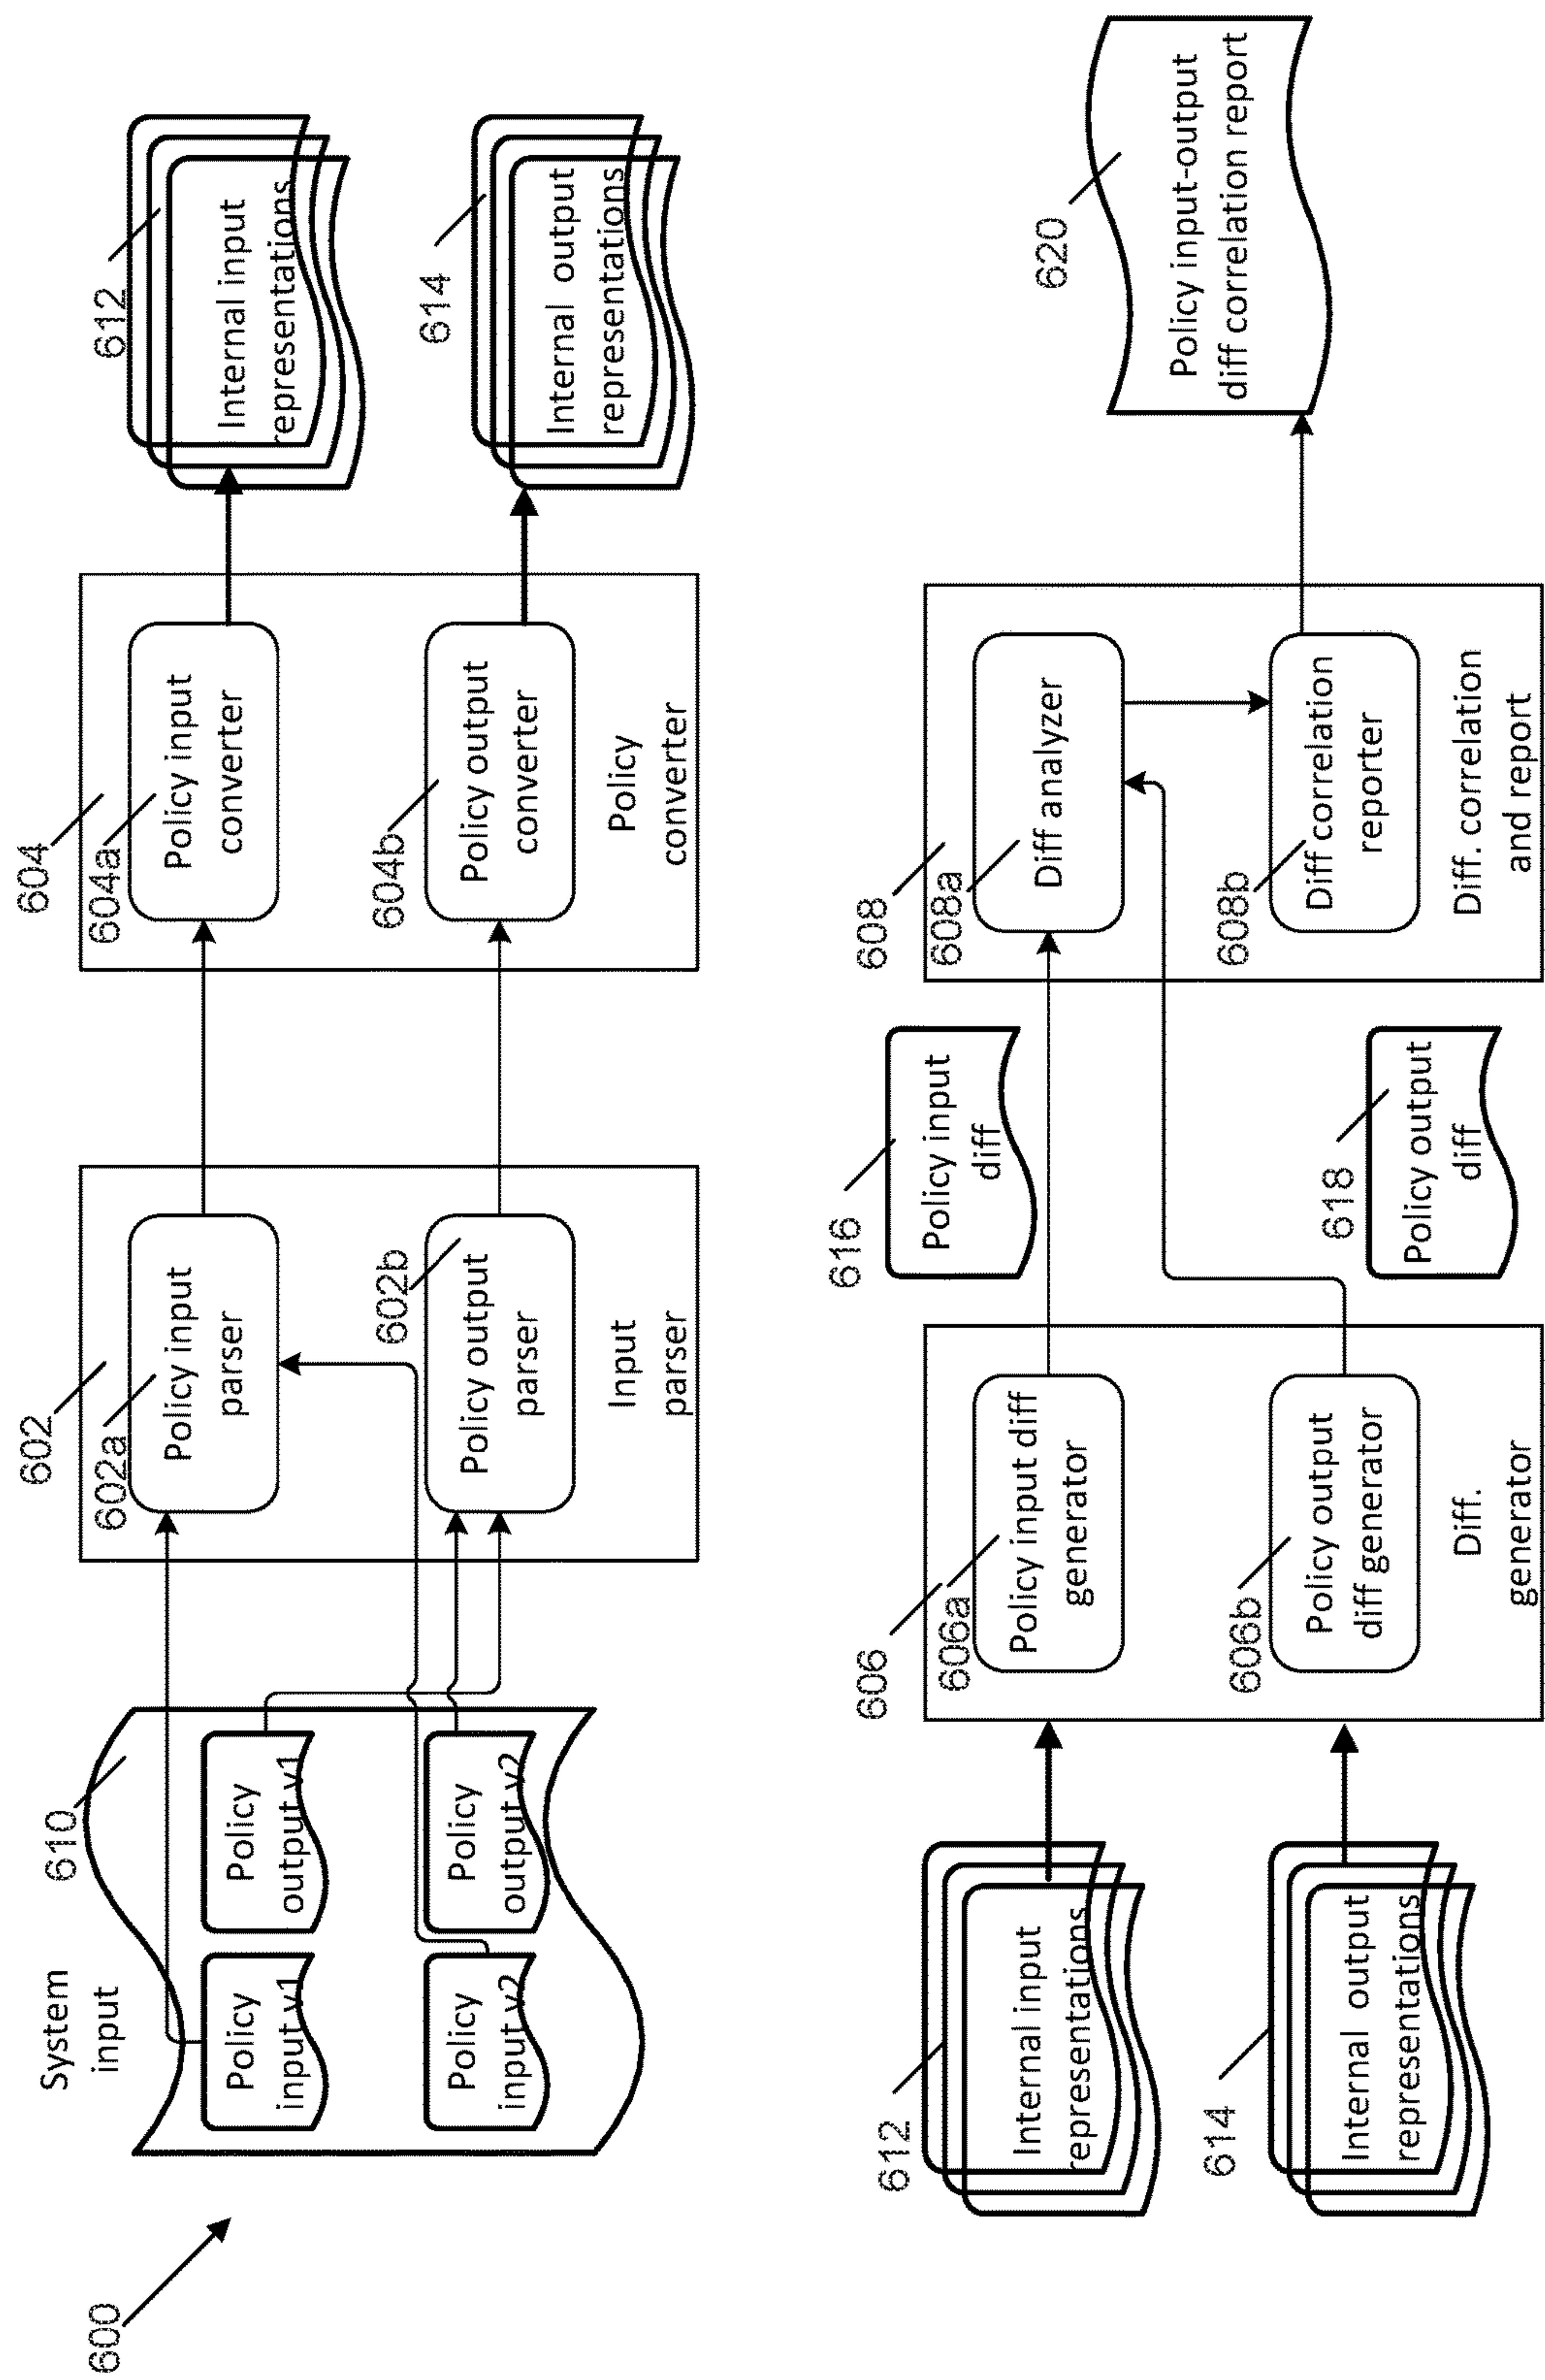 600
System
input
610
Policy
input v1
Policy
output v1
Policy
input v2
Policy
output v2
602
602a
Policy input
parser
602b
Policy output
parser
Input
parser
604
604a
Policy input
converter
604b
Policy output
converter
Policy
converter
612
Internal input
representations
614
Internal output
representations
612
Internal input
representations
614
Internal output
representations
606
606a
Policy input diff
generator
606b
Policy output
diff generator
Diff.
generator
616
Policy input
diff
618
Policy output
diff
608
608a
Diff analyzer
608b
Diff correlation
reporter
Diff. correlation
and report
620
Policy input-output
diff correlation report